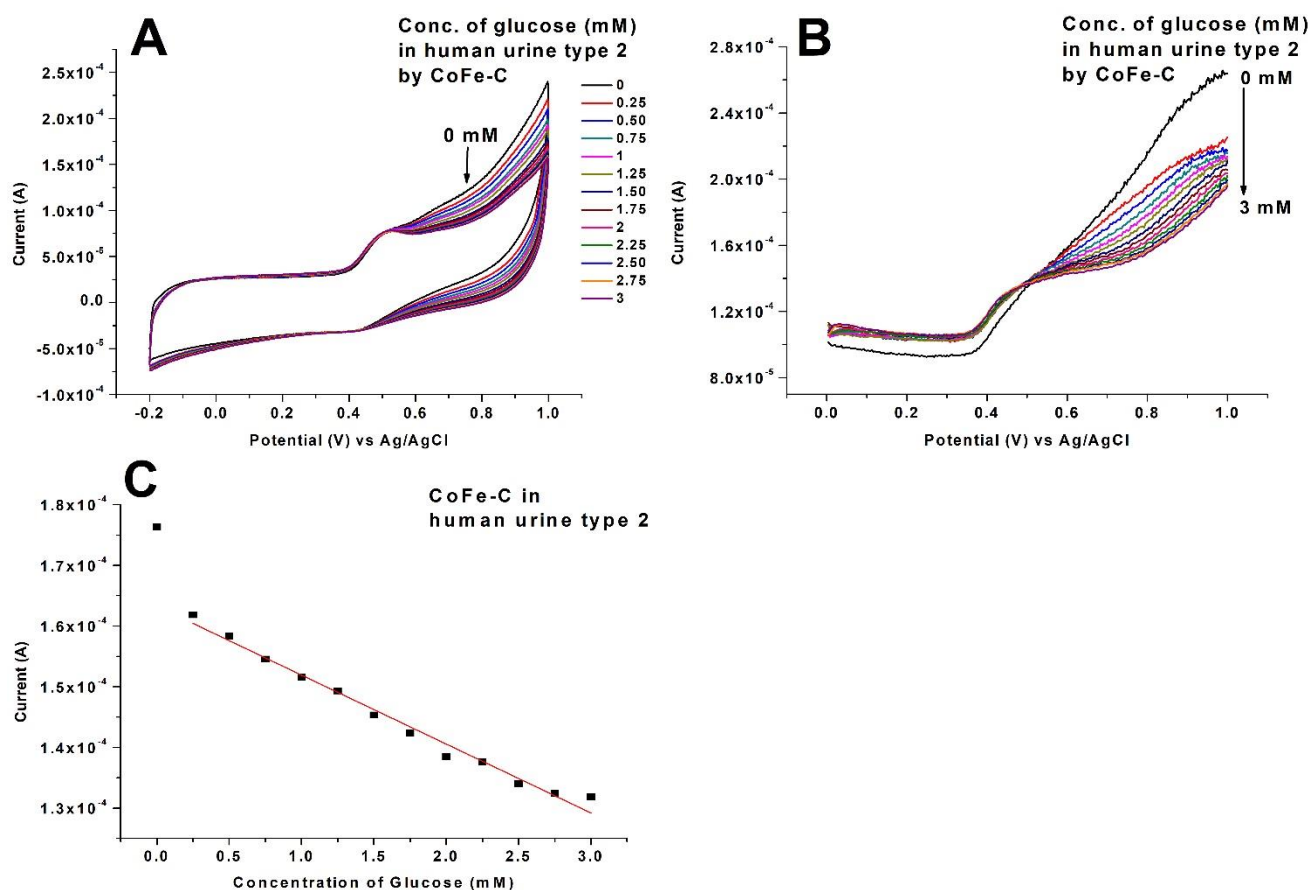 A
Conc. of glucose (mM)
in human urine type 2
by CoFe-C
0 mM
0
0.25
0.50
0.75
1
1.25
1.50
1.75
2
2.25
2.50
2.75
3
Current (A)
2.5x10⁻⁴
2.0x10⁻⁴
1.5x10⁻⁴
1.0x10⁻⁴
5.0x10⁻⁵
0.0
-5.0x10⁻⁵
-1.0x10⁻⁴
-0.2 0.0 0.2 0.4 0.6 0.8 1.0
Potential (V) vs Ag/AgCl
B
Conc. of glucose (mM)
in human urine type 2
by CoFe-C
0 mM
3 mM
Current (A)
2.8x10⁻⁴
2.4x10⁻⁴
2.0x10⁻⁴
1.6x10⁻⁴
1.2x10⁻⁴
8.0x10⁻⁵
0.0 0.2 0.4 0.6 0.8 1.0
Potential (V) vs Ag/AgCl
C
CoFe-C in
human urine type 2
Current (A)
1.8x10⁻⁴
1.7x10⁻⁴
1.6x10⁻⁴
1.5x10⁻⁴
1.4x10⁻⁴
1.3x10⁻⁴
0.0 0.5 1.0 1.5 2.0 2.5 3.0
Concentration of Glucose (mM)